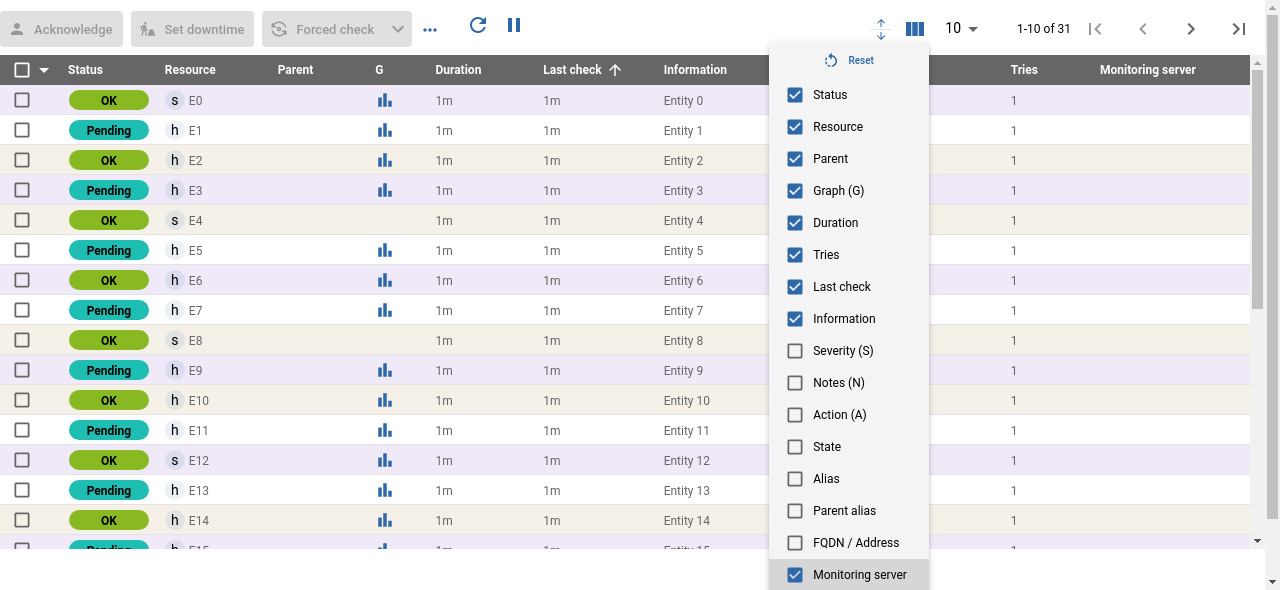 Acknowledge Set downtime Forced check 10 1-10 of 31
Status Resource Parent G Duration Last check Information Tries Monitoring server
OK s E0 1m 1m Entity 0 1
Pending h E1 1m 1m Entity 1 1
OK h E2 1m 1m Entity 2 1
Pending h E3 1m 1m Entity 3 1
OK s E4 1m 1m Entity 4 1
Pending h E5 1m 1m Entity 5 1
OK h E6 1m 1m Entity 6 1
Pending h E7 1m 1m Entity 7 1
OK s E8 1m 1m Entity 8 1
Pending h E9 1m 1m Entity 9 1
OK h E10 1m 1m Entity 10 1
Pending h E11 1m 1m Entity 11 1
OK s E12 1m 1m Entity 12 1
Pending h E13 1m 1m Entity 13 1
OK h E14 1m 1m Entity 14 1
Pending h E15 1m 1m Entity 15 1
Reset
Status
Resource
Parent
Graph (G)
Duration
Tries
Last check
Information
Severity (S)
Notes (N)
Action (A)
State
Alias
Parent alias
FQDN / Address
Monitoring server